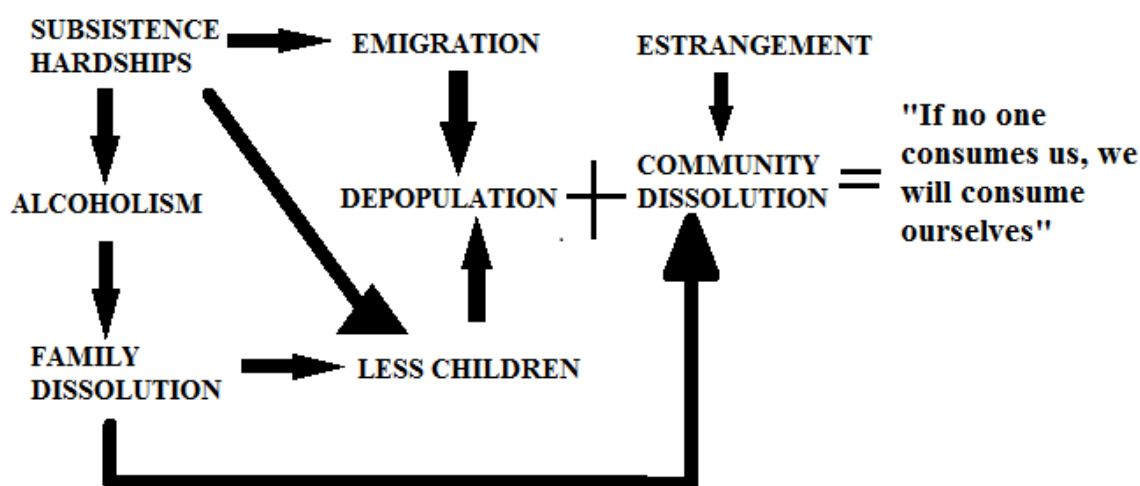 SUBSISTENCE
HARDSHIPS
EMIGRATION
ESTRANGEMENT
"If no one
consumes us, we
will consume
ourselves"
ALCOHOLISM
DEPOPULATION
+
COMMUNITY
DISSOLUTION
=
FAMILY
DISSOLUTION
LESS CHILDREN